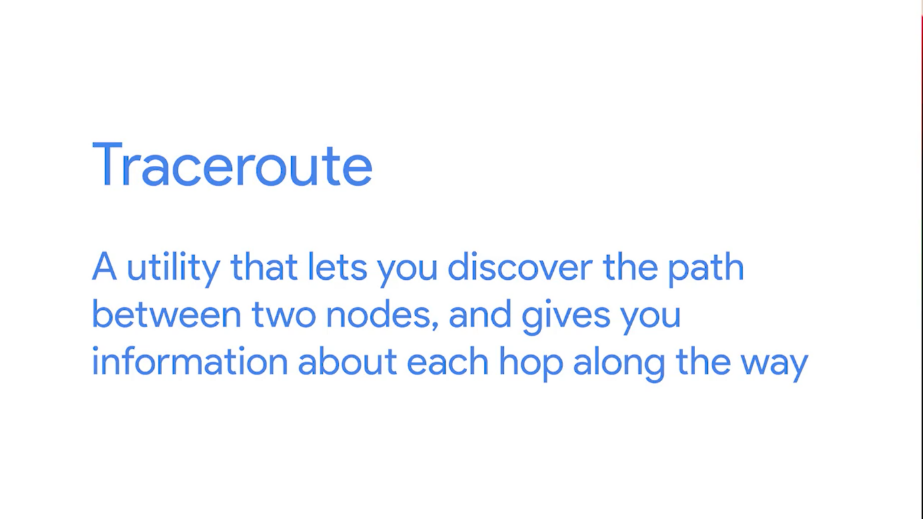 Traceroute
A utility that lets you discover the path
between two nodes, and gives you
information about each hop along the way